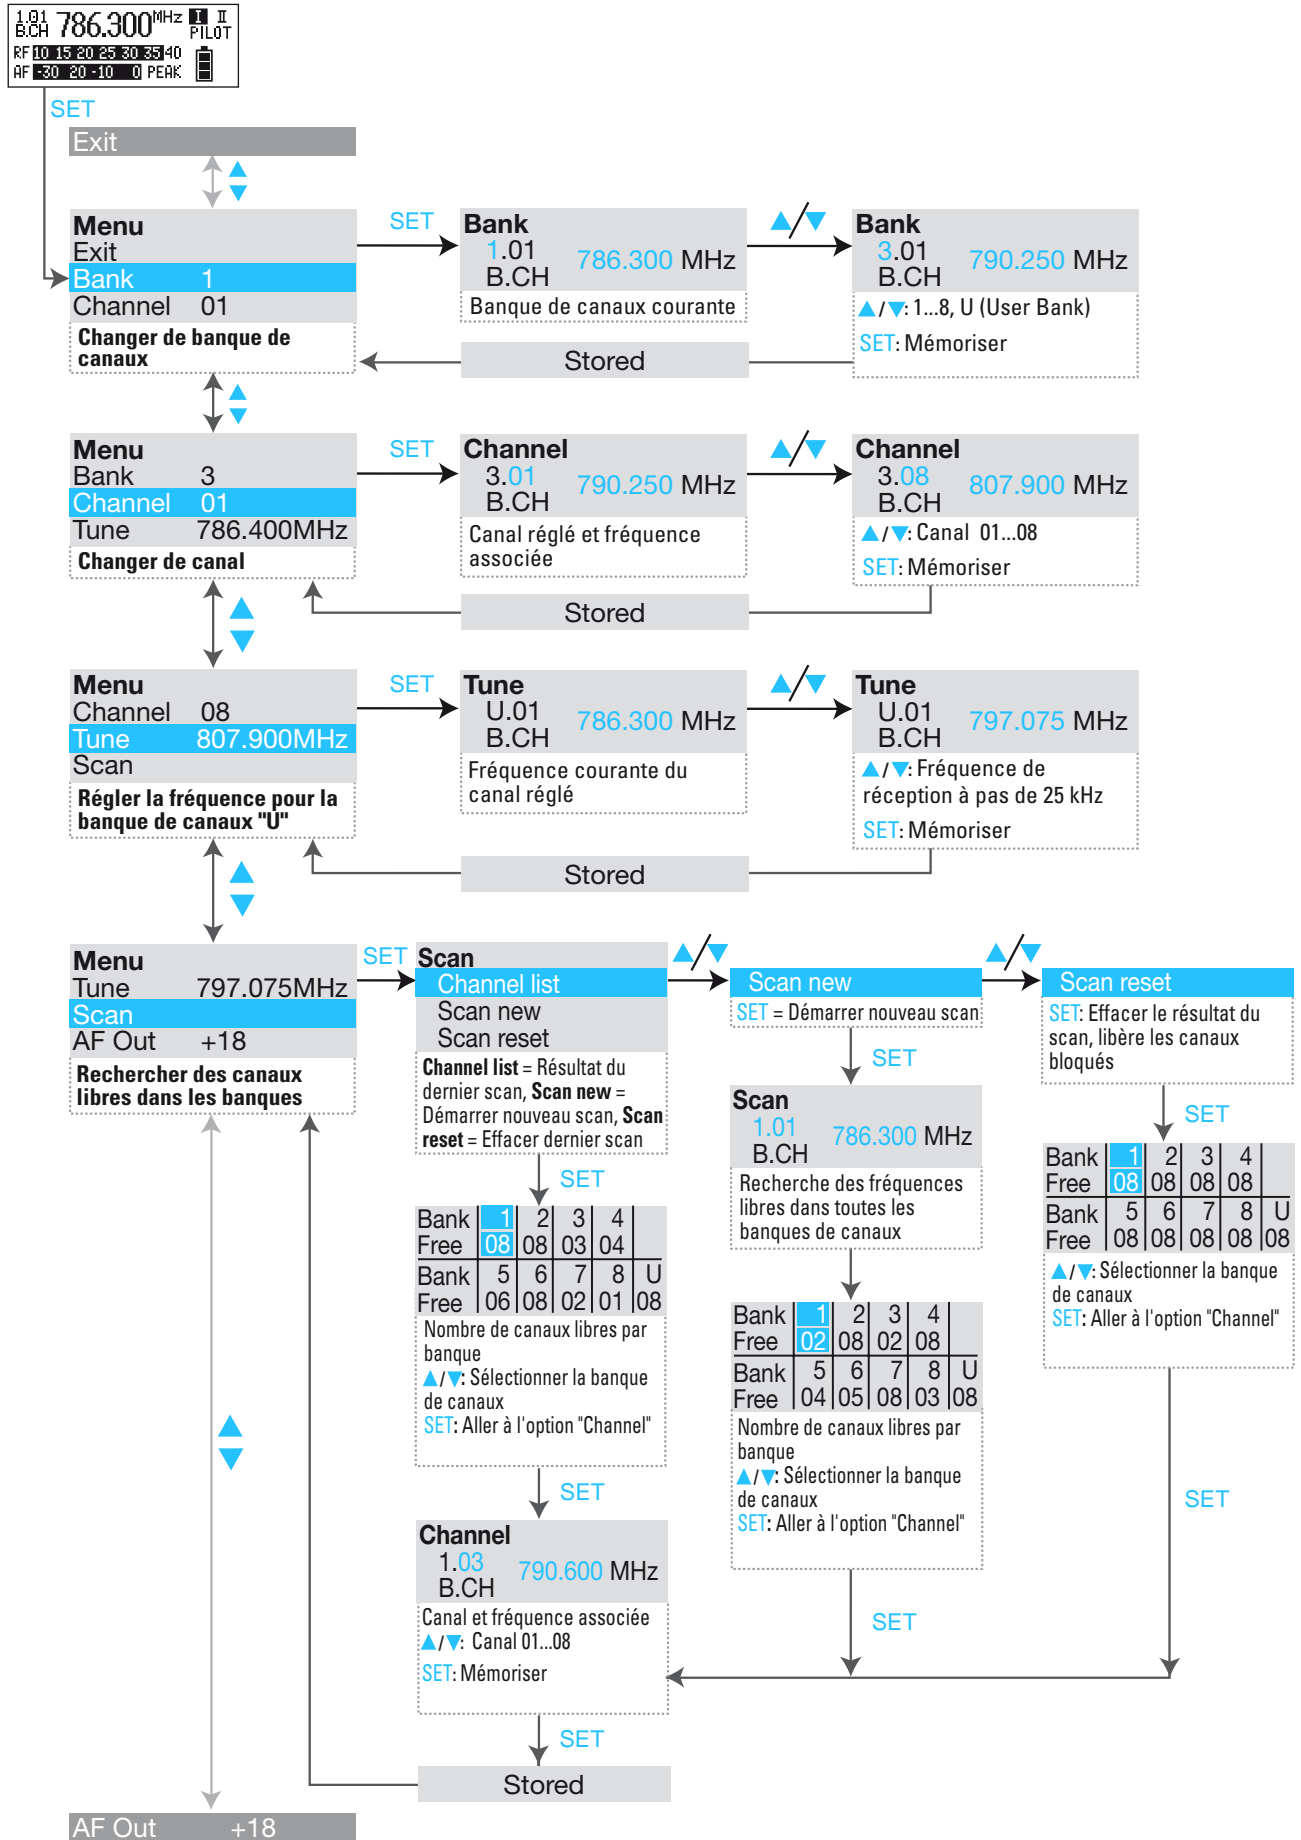 1.01 786.300 MHz I II
B.CH PILOT
RF 10 15 20 25 30 35 40
AF -30 20 -10 0 PEAK
SET
Exit
Menu
Exit
Bank 1
Channel 01
Changer de banque de
canaux
SET
Bank
1.01
786.300 MHz
B.CH
Banque de canaux courante
/
Bank
3.01
790.250 MHz
B.CH
/ : 1...8, U (User Bank)
SET: Mémoriser
Stored
Menu
Bank 3
Channel 01
Tune 786.400MHz
Changer de canal
SET
Channel
3.01
790.250 MHz
B.CH
Canal réglé et fréquence
associée
/
Channel
3.08
807.900 MHz
B.CH
/ : Canal 01...08
SET: Mémoriser
Stored
Menu
Channel 08
Tune 807.900MHz
Scan
Régler la fréquence pour la
banque de canaux "U"
SET
Tune
U.01
786.300 MHz
B.CH
Fréquence courante du
canal réglé
/
Tune
U.01
797.075 MHz
B.CH
/ : Fréquence de
réception à pas de 25 kHz
SET: Mémoriser
Stored
Menu
Tune 797.075MHz
Scan
AF Out +18
Rechercher des canaux
libres dans les banques
SET
Scan
Channel list
Scan new
Scan reset
Channel list = Résultat du
dernier scan, Scan new =
Démarrer nouveau scan, Scan
reset = Effacer dernier scan
SET
Bank 1 2 3 4
Free 08 08 03 04
Bank 5 6 7 8 U
Free 06 08 02 01 08
Nombre de canaux libres par
banque
/ : Sélectionner la banque
de canaux
SET: Aller à l'option "Channel"
SET
Channel
1.03
790.600 MHz
B.CH
Canal et fréquence associée
/ : Canal 01...08
SET: Mémoriser
SET
Stored
/
Scan new
SET = Démarrer nouveau scan
SET
Scan
1.01
786.300 MHz
B.CH
Recherche des fréquences
libres dans toutes les
banques de canaux
Bank 1 2 3 4
Free 02 08 02 08
Bank 5 6 7 8 U
Free 04 05 08 03 08
Nombre de canaux libres par
banque
/ : Sélectionner la banque
de canaux
SET: Aller à l'option "Channel"
SET
/
Scan reset
SET: Effacer le résultat du
scan, libère les canaux
bloqués
SET
Bank 1 2 3 4
Free 08 08 08 08
Bank 5 6 7 8 U
Free 08 08 08 08 08
/ : Sélectionner la banque
de canaux
SET: Aller à l'option "Channel"
SET
AF Out +18